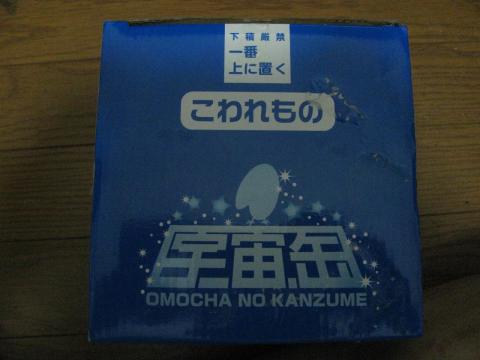 下積厳禁
一番
上に置く
こわれもの
宇宙缶
OMOCHA NO KANZUME